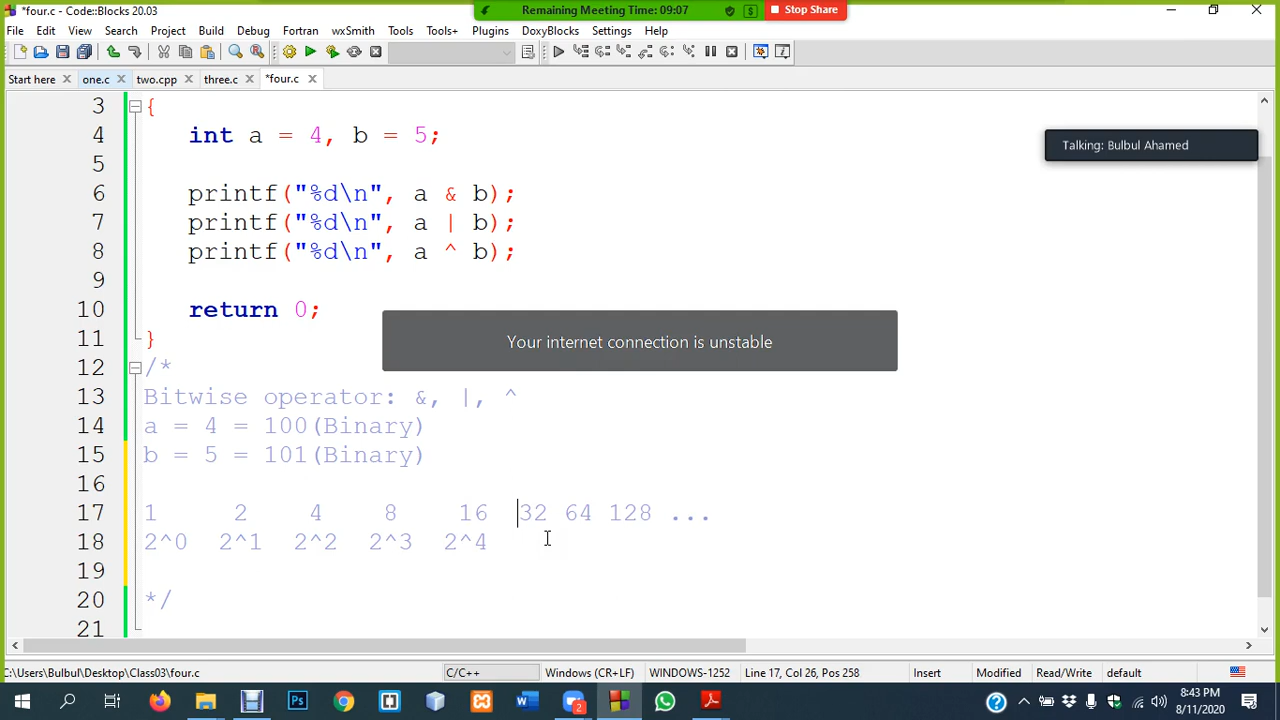 *four.c - Code::Blocks 20.03
Remaining Meeting Time: 09:07
Stop Share
File Edit View Search Project Build Debug Fortran wxSmith Tools Tools+ Plugins DoxyBlocks Settings Help
Start here one.c two.cpp three.c *four.c
Talking: Bulbul Ahamed
3 {
4 int a = 4, b = 5;
5
6 printf("%d\n", a & b);
7 printf("%d\n", a | b);
8 printf("%d\n", a ^ b);
9
10 return 0;
11 }
Your internet connection is unstable
12 /*
13 Bitwise operator: &, |, ^
14 a = 4 = 100(Binary)
15 b = 5 = 101(Binary)
16
17 1 2 4 8 16 32 64 128 ...
18 2^0 2^1 2^2 2^3 2^4
19
20 */
21
C:\Users\Bulbul\Desktop\Class03\four.c C/C++ Windows (CR+LF) WINDOWS-1252 Line 17, Col 26, Pos 258 Insert Modified Read/Write default
8:43 PM
8/11/2020